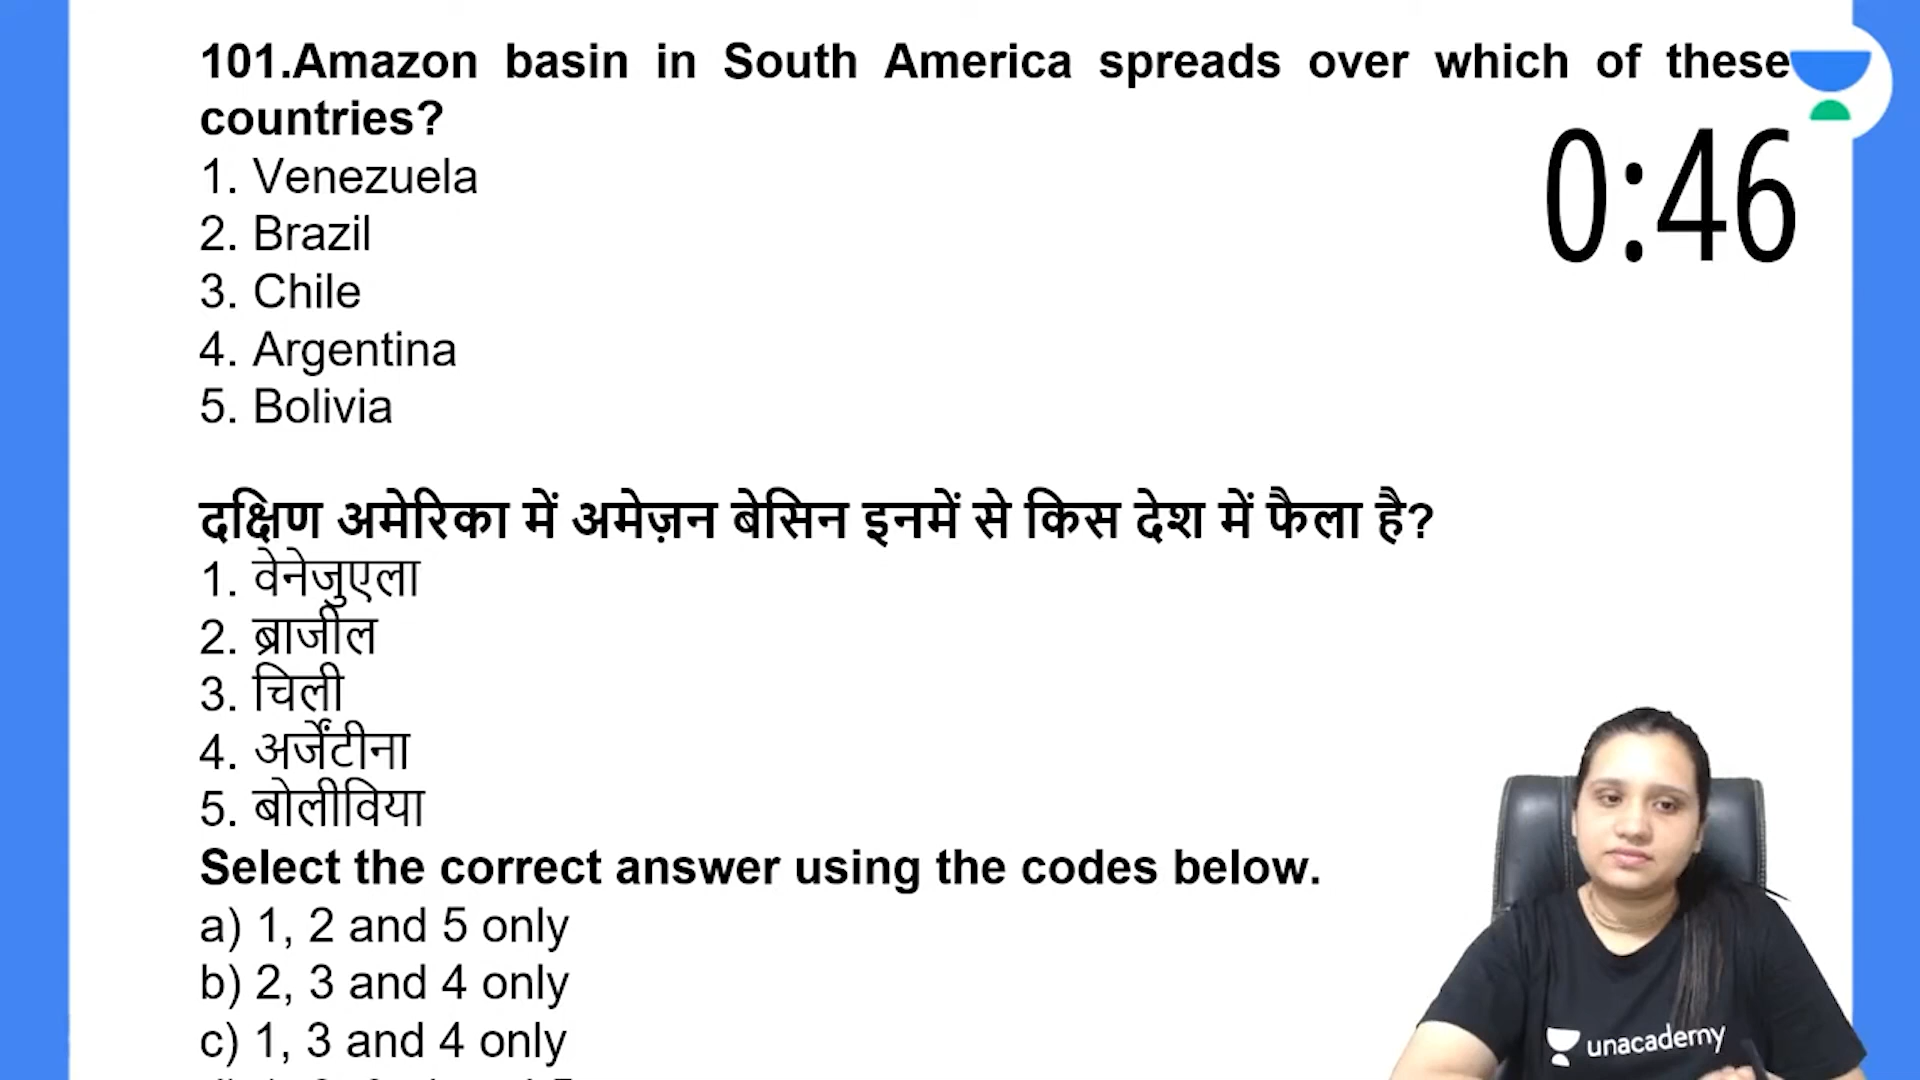 101.Amazon basin in South America spreads over which of these
countries?
1. Venezuela
2. Brazil
3. Chile
4. Argentina
5. Bolivia
0:46
दक्षिण अमेरिका में अमेज़न बेसिन इनमें से किस देश में फैला है?
1. वेनेजुएला
2. ब्राजील
3. चिली
4. अर्जेंटीना
5. बोलीविया
Select the correct answer using the codes below.
a) 1, 2 and 5 only
b) 2, 3 and 4 only
c) 1, 3 and 4 only
unacademy